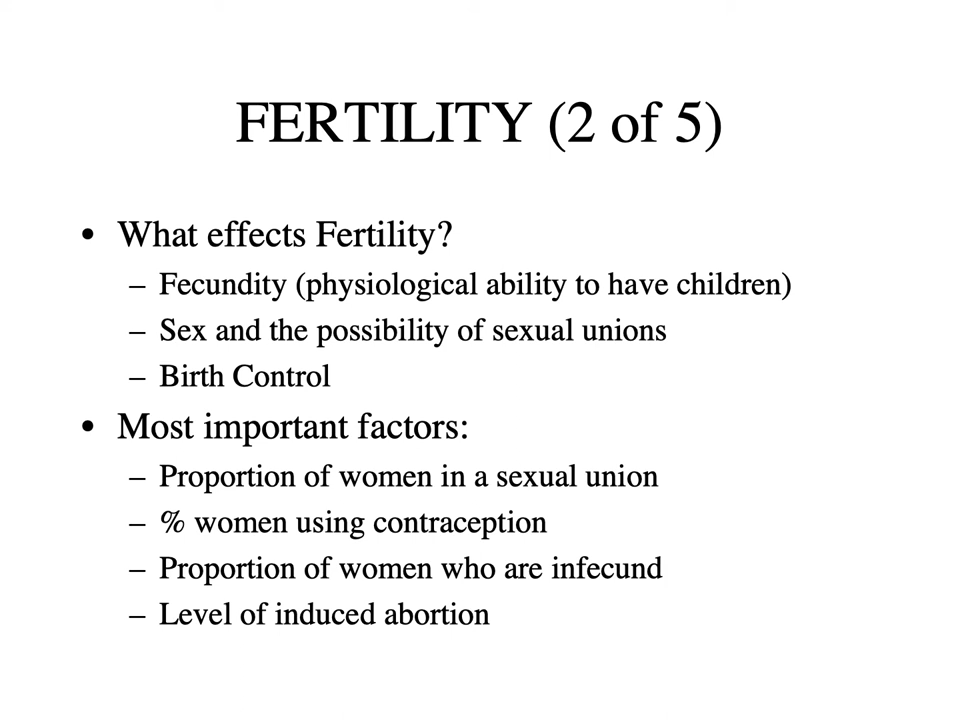 FERTILITY (2 of 5)
• What effects Fertility?
– Fecundity (physiological ability to have children)
– Sex and the possibility of sexual unions
– Birth Control
• Most important factors:
– Proportion of women in a sexual union
– % women using contraception
– Proportion of women who are infecund
– Level of induced abortion